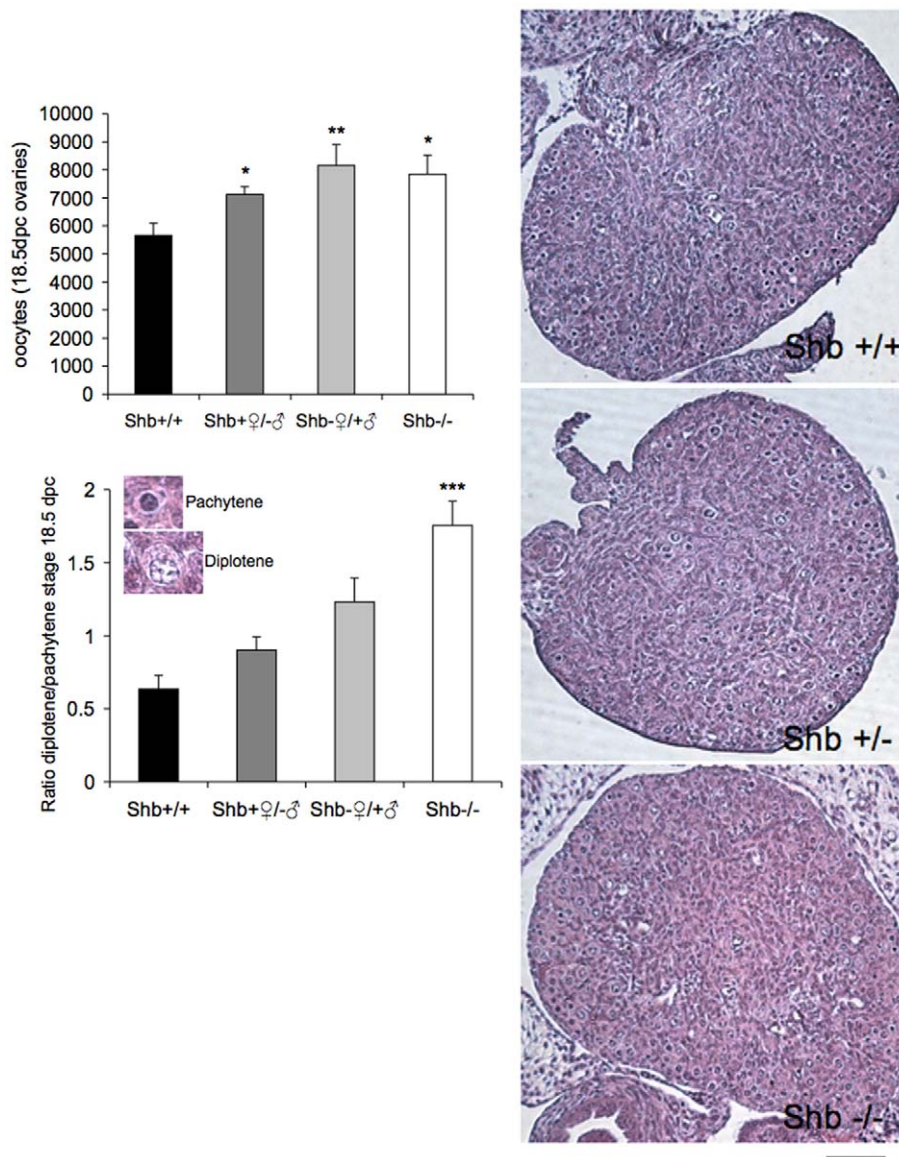 oocytes (18.5dpc ovaries)
10000
9000
8000
7000
6000
5000
4000
3000
2000
1000
0
*
**
*
Shb+/+
Shb+♀/-♂
Shb-♀/+♂
Shb-/-
Ratio diplotene/pachytene stage 18.5 dpc
2
1.5
1
0.5
0
Pachytene
Diplotene
***
Shb+/+
Shb+♀/-♂
Shb-♀/+♂
Shb-/-
Shb +/+
Shb +/-
Shb -/-